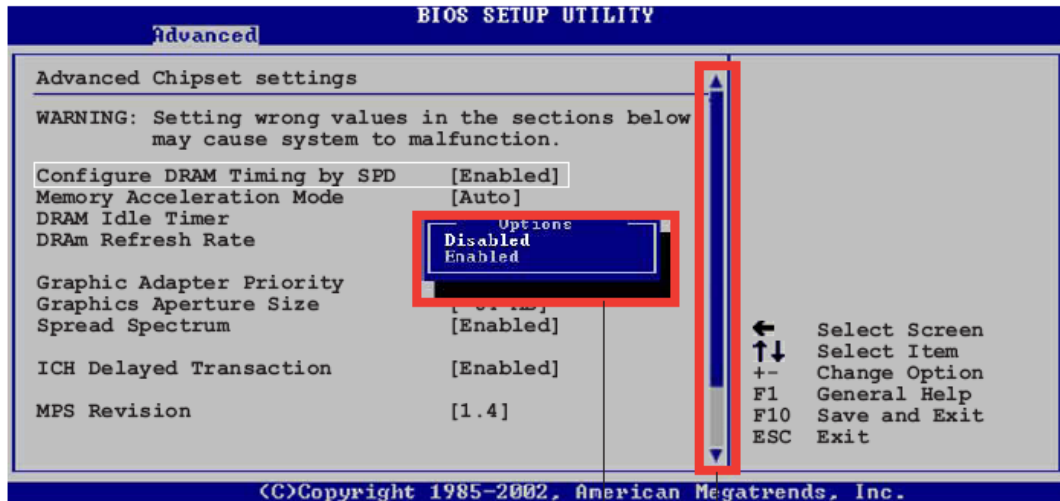 BIOS SETUP UTILITY
Advanced
Advanced Chipset settings
WARNING: Setting wrong values in the sections below
may cause system to malfunction.
Configure DRAM Timing by SPD [Enabled]
Memory Acceleration Mode [Auto]
DRAM Idle Timer
DRAm Refresh Rate
Options
Disabled
Enabled
Graphic Adapter Priority
Graphics Aperture Size
Spread Spectrum [Enabled]
ICH Delayed Transaction [Enabled]
MPS Revision [1.4]
Select Screen
Select Item
+- Change Option
F1 General Help
F10 Save and Exit
ESC Exit
(C)Copyright 1985-2002, American Megatrends, Inc.